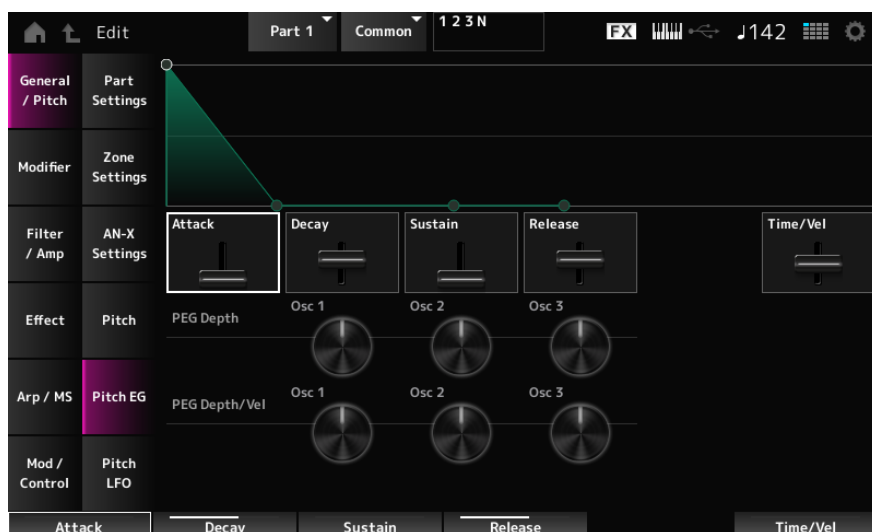 Edit
Part 1
Common
1 2 3 N
FX
♩142
General
/ Pitch
Part
Settings
Modifier
Zone
Settings
Filter
/ Amp
AN-X
Settings
Effect
Pitch
Arp / MS
Pitch EG
Mod /
Control
Pitch
LFO
Attack
Decay
Sustain
Release
Time/Vel
PEG Depth
Osc 1
Osc 2
Osc 3
PEG Depth/Vel
Osc 1
Osc 2
Osc 3
Attack
Decay
Sustain
Release
Time/Vel